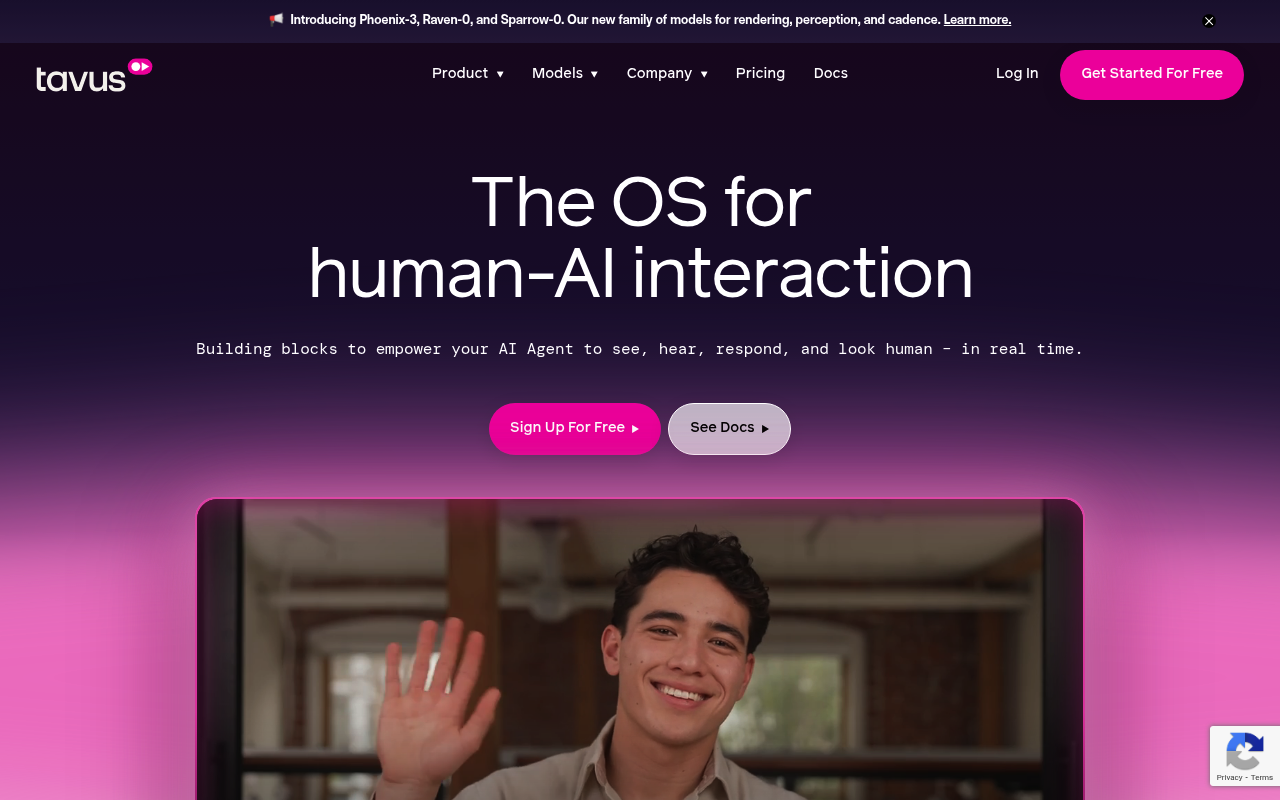 Introducing Phoenix-3, Raven-0, and Sparrow-0. Our new family of models for rendering, perception, and cadence. Learn more.
tavus
Product ▾ Models ▾ Company ▾ Pricing Docs
Log In
Get Started For Free
The OS for
human-AI interaction
Building blocks to empower your AI Agent to see, hear, respond, and look human – in real time.
Sign Up For Free ▸
See Docs ▸
Privacy - Terms